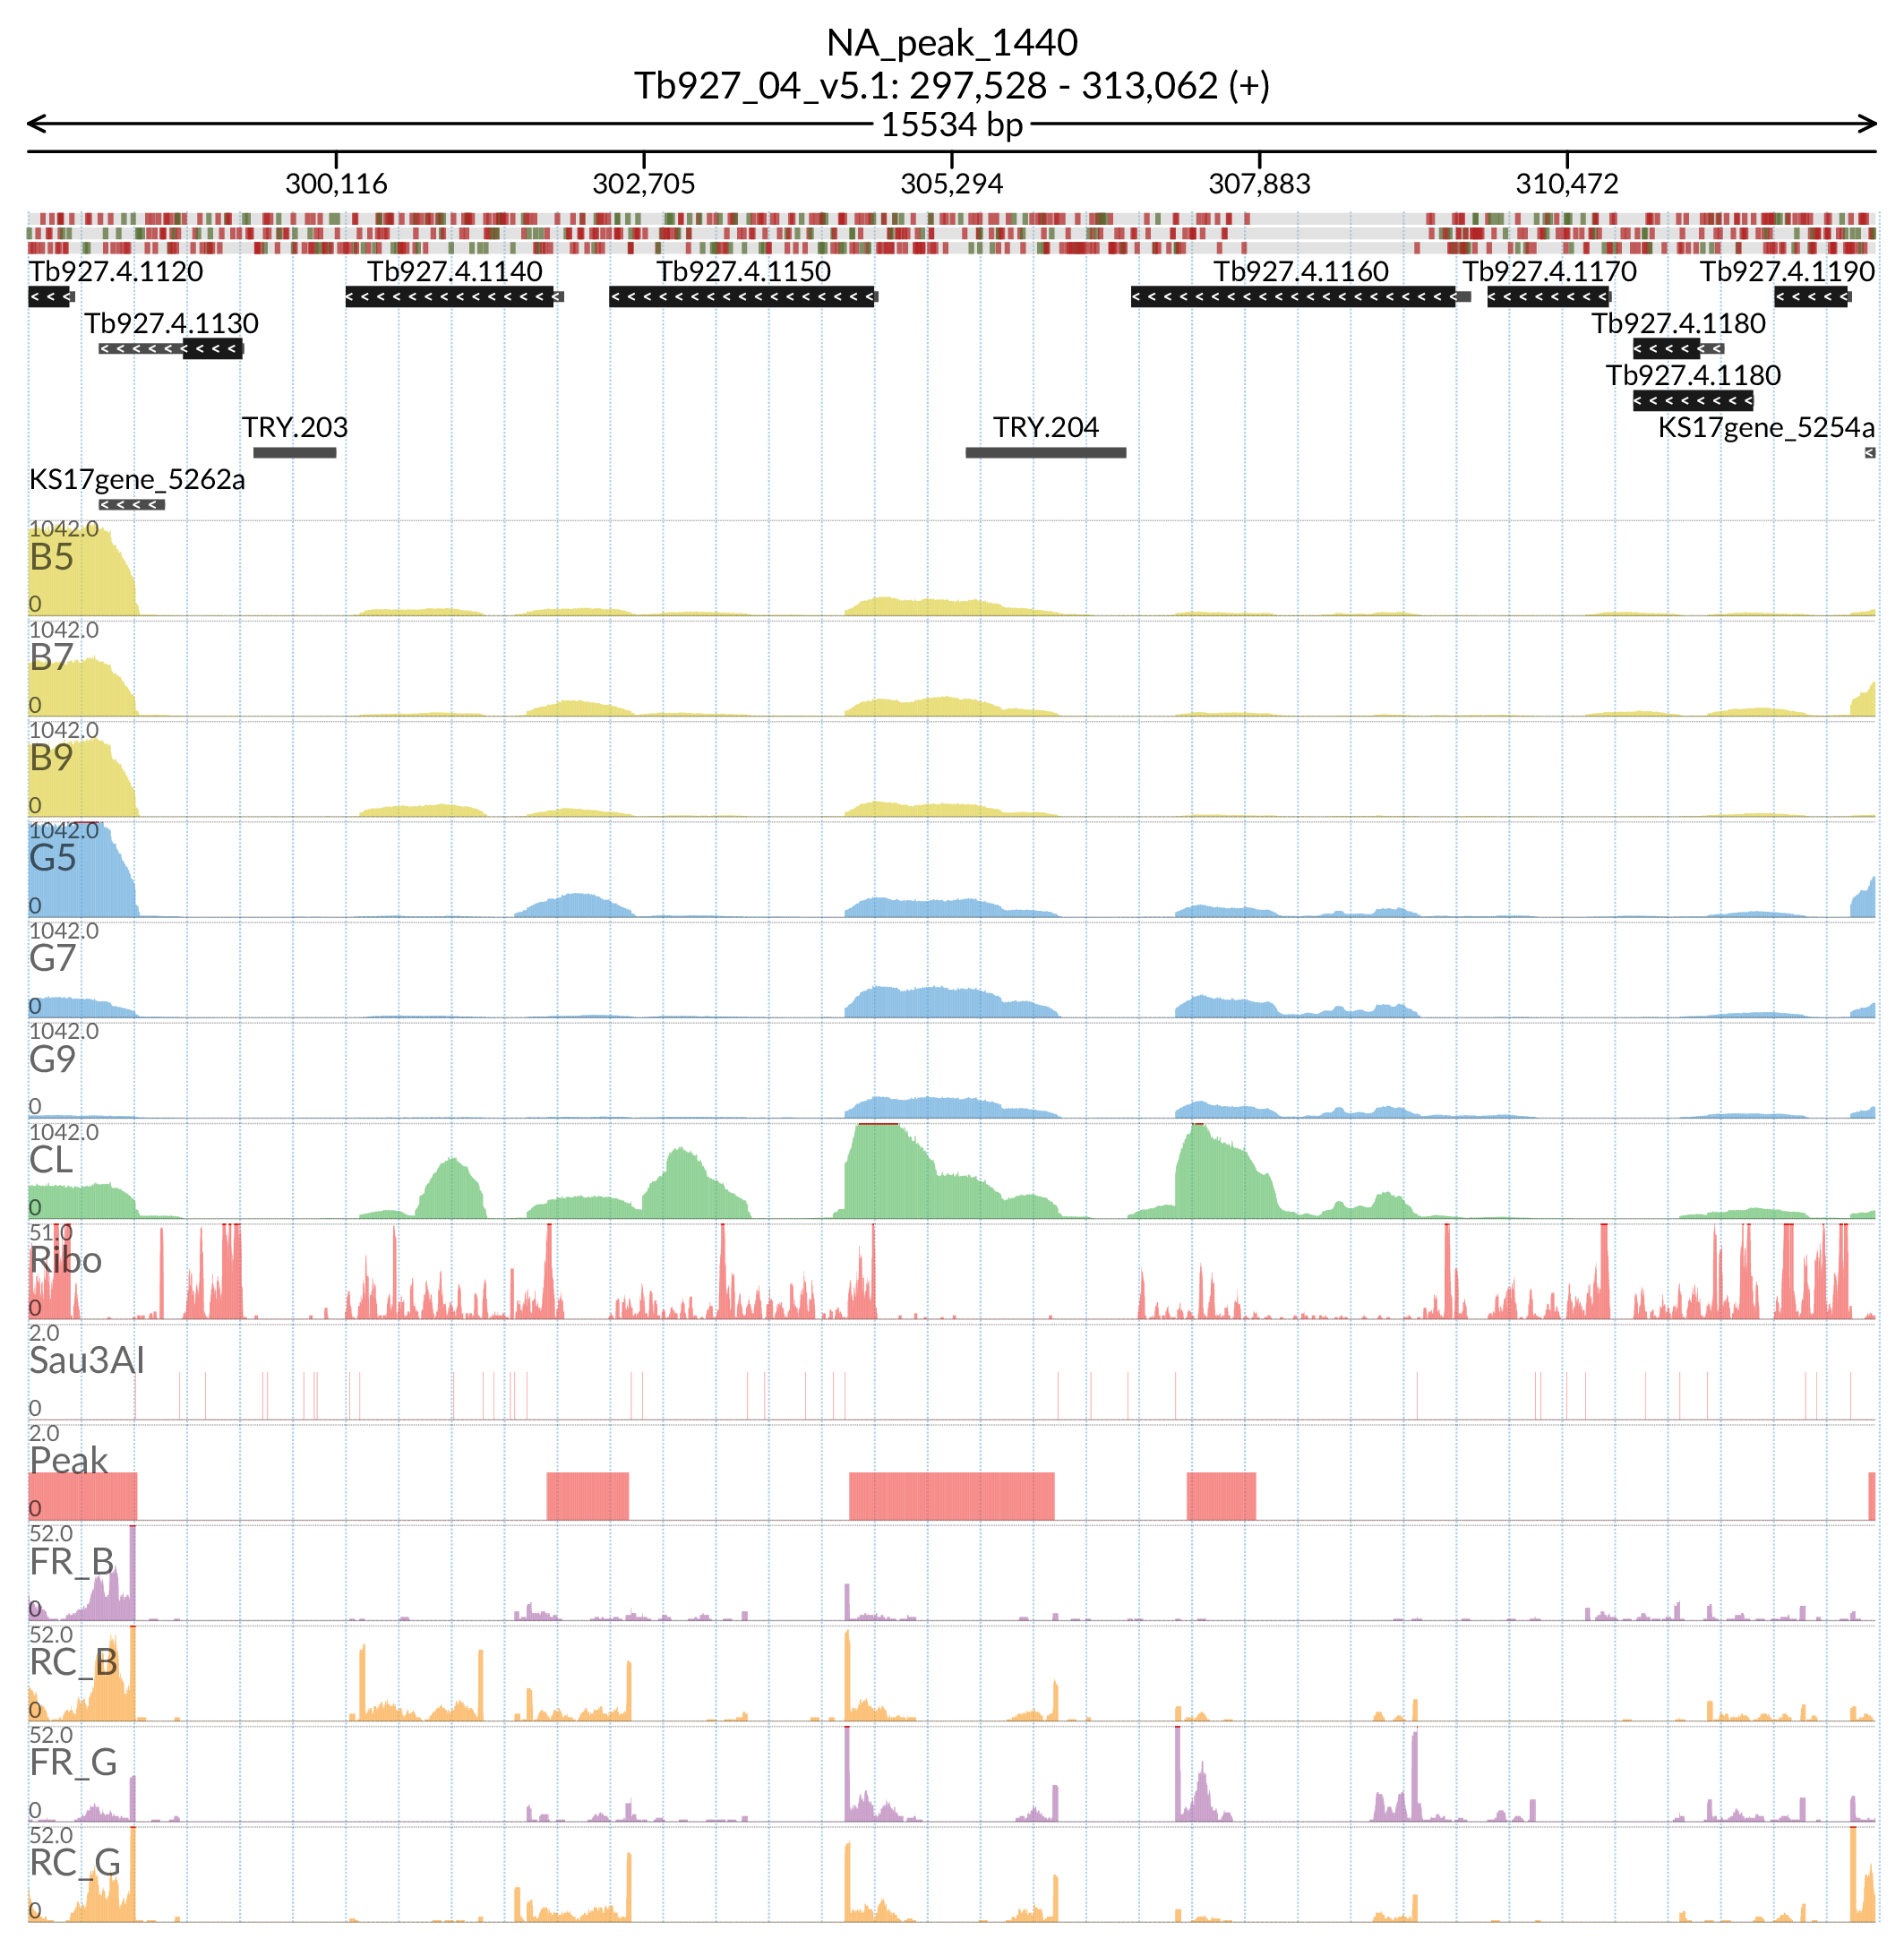 NA_peak_1440
Tb927_04_v5.1: 297,528 - 313,062 (+)
15534 bp
300,116 302,705 305,294 307,883 310,472
Tb927.4.1120 Tb927.4.1140 Tb927.4.1150 Tb927.4.1160 Tb927.4.1170 Tb927.4.1190
Tb927.4.1130 Tb927.4.1180
Tb927.4.1180
TRY.203 TRY.204 KS17gene_5254a
KS17gene_5262a
1042.0
B5
0
1042.0
B7
0
1042.0
B9
0
1042.0
G5
0
1042.0
G7
0
1042.0
G9
0
1042.0
CL
0
51.0
Ribo
0
2.0
Sau3AI
0
2.0
Peak
0
52.0
FR_B
0
52.0
RC_B
0
52.0
FR_G
0
52.0
RC_G
0